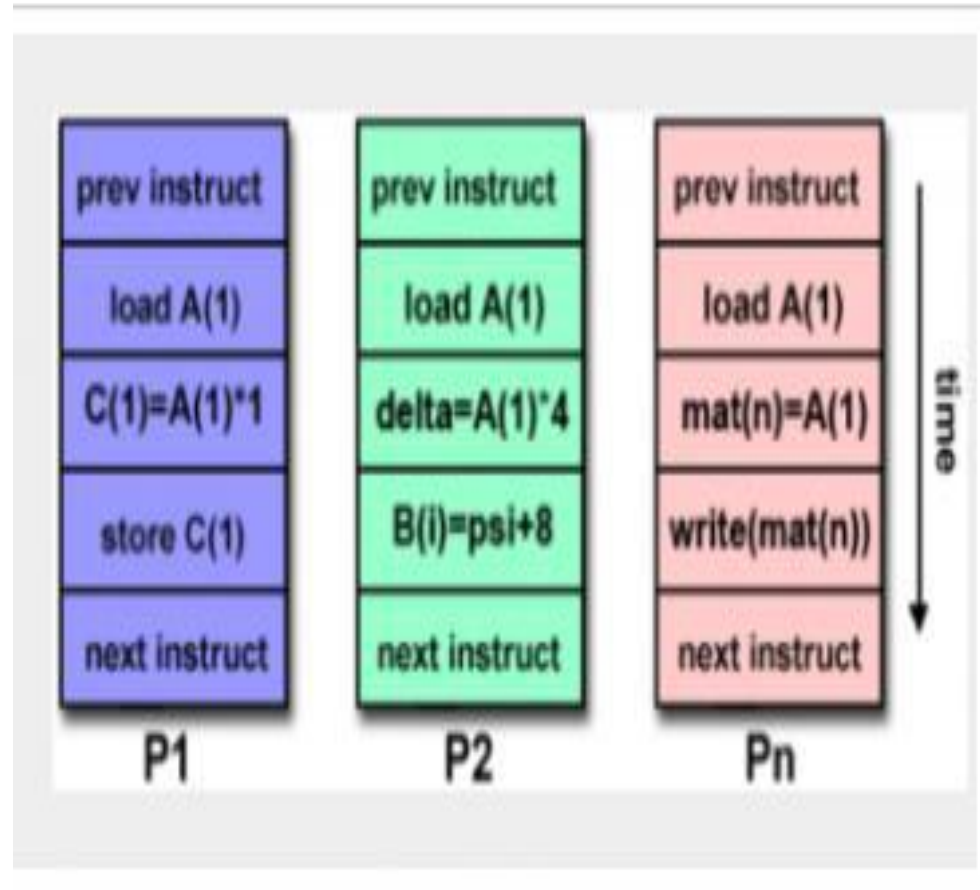 prev instruct
load A(1)
C(1)=A(1)*1
store C(1)
next instruct
P1
prev instruct
load A(1)
delta=A(1)*4
B(i)=psi+8
next instruct
P2
prev instruct
load A(1)
mat(n)=A(1)
write(mat(n))
next instruct
Pn
time